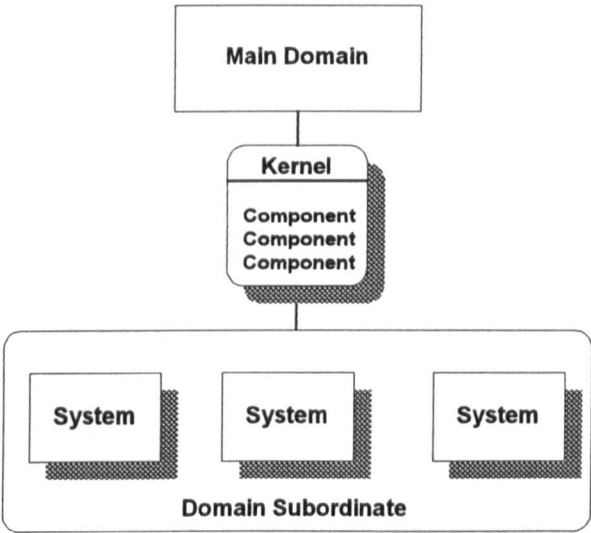 Main Domain
Kernel
Component
Component
Component
System
System
System
Domain Subordinate